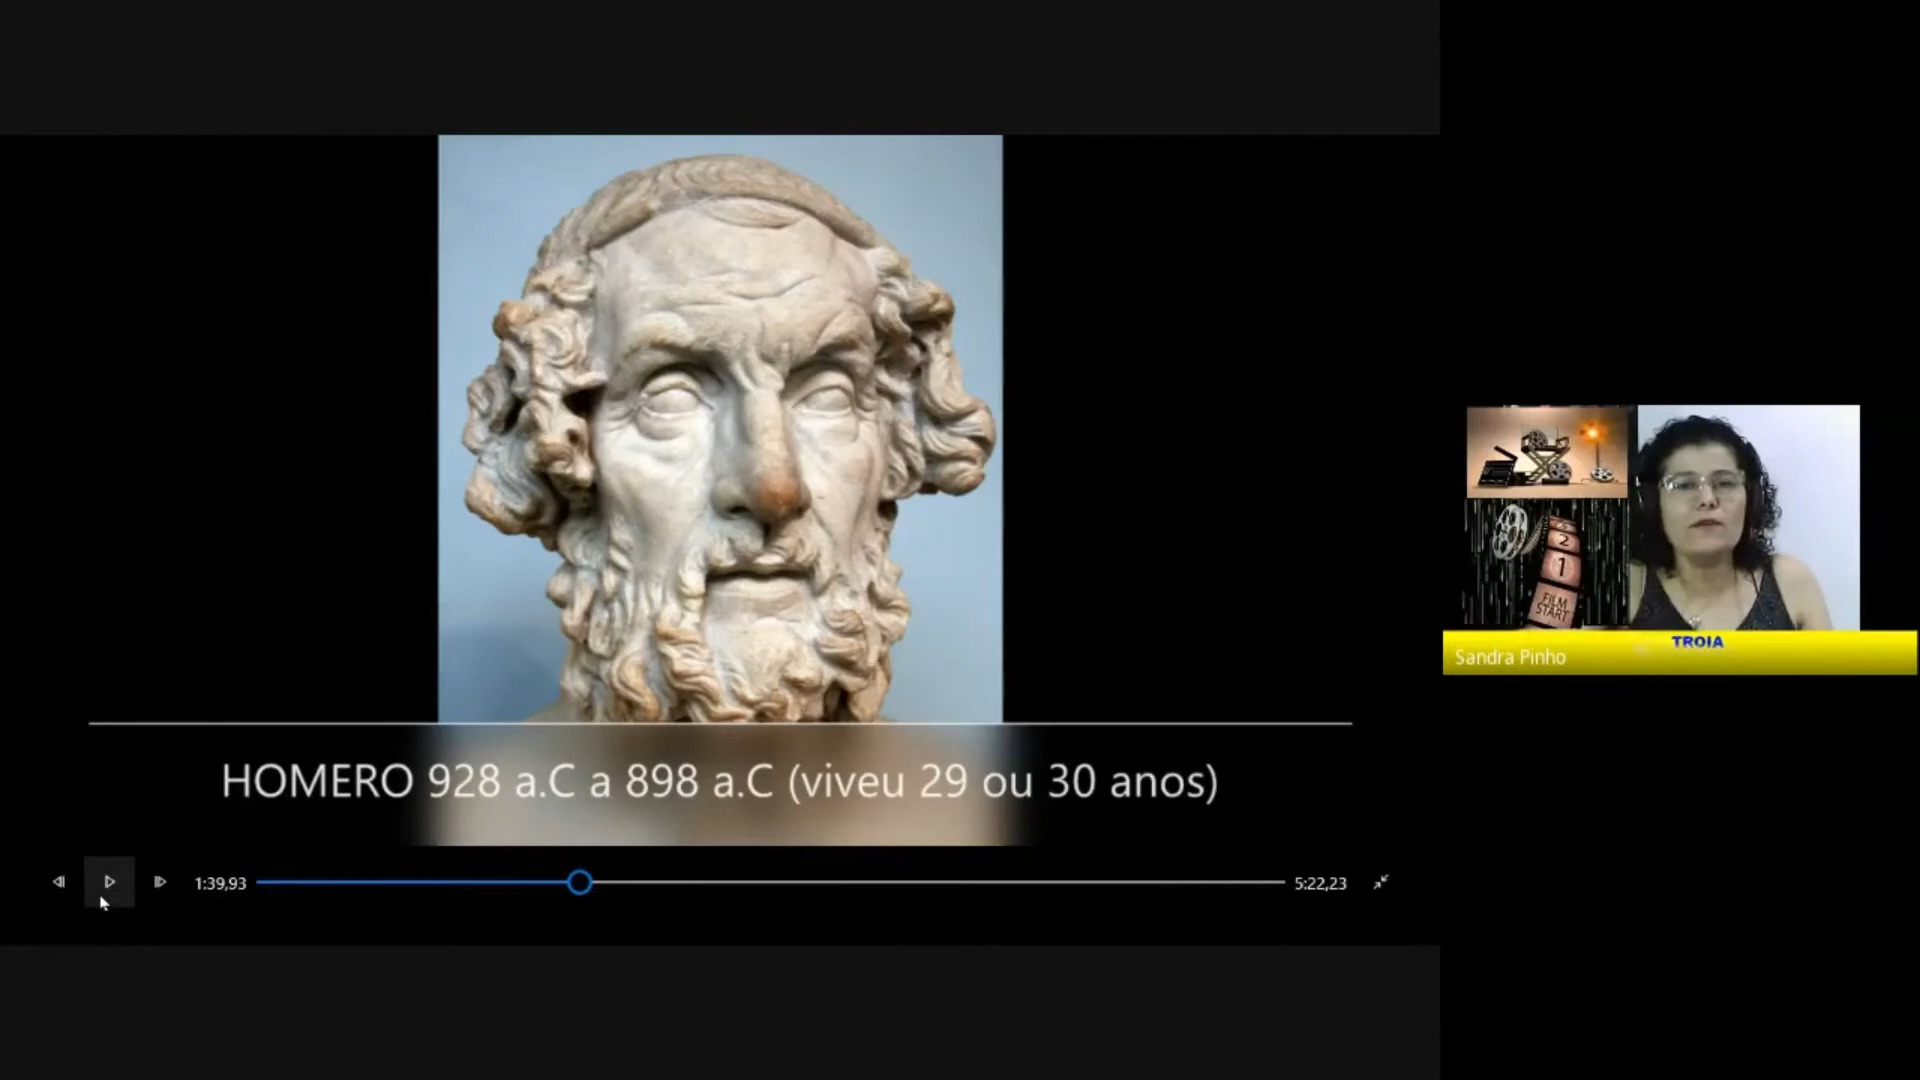 HOMERO 928 a.C a 898 a.C (viveu 29 ou 30 anos)
1:39,93
5:22,23
2
1
FILM
START
TROIA
Sandra Pinho